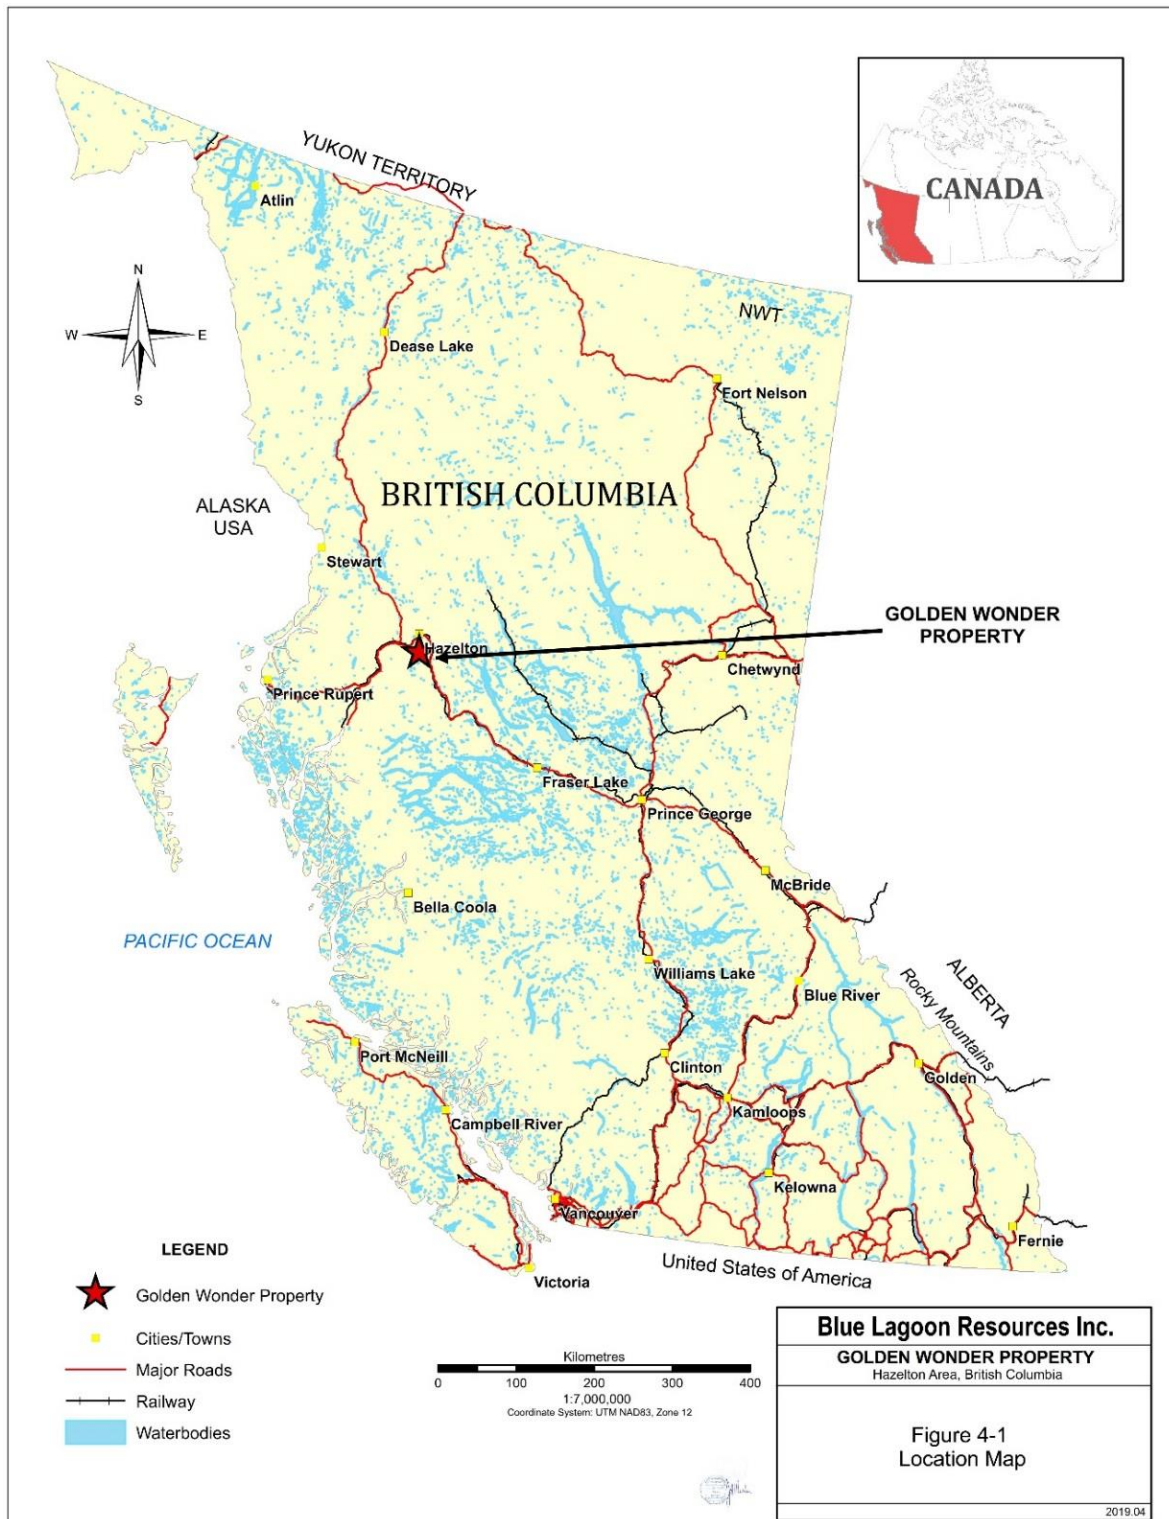 YUKON TERRITORY
Atlin
CANADA
N
W
E
S
NWT
Dease Lake
Fort Nelson
BRITISH COLUMBIA
ALASKA
USA
Stewart
GOLDEN WONDER
PROPERTY
Hazelton
Chetwynd
Prince Rupert
Fraser Lake
Prince George
McBride
Bella Coola
PACIFIC OCEAN
Williams Lake
Blue River
ALBERTA
Rocky Mountains
Port McNeill
Clinton
Golden
Kamloops
Campbell River
Kelowna
Vancouver
Fernie
Victoria
United States of America
LEGEND
Golden Wonder Property
Cities/Towns
Major Roads
Railway
Waterbodies
Kilometres
0 100 200 300 400
1:7,000,000
Coordinate System: UTM NAD83, Zone 12
Blue Lagoon Resources Inc.
GOLDEN WONDER PROPERTY
Hazelton Area, British Columbia
Figure 4-1
Location Map
2019.04